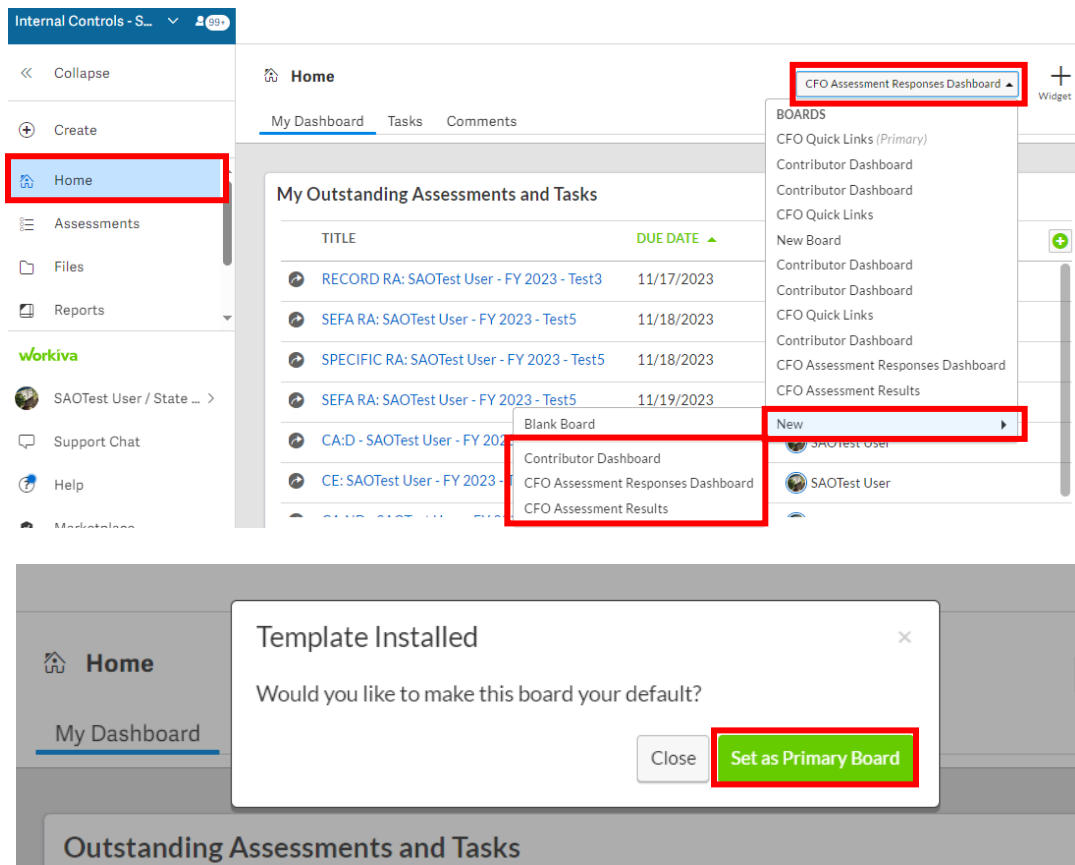 Internal Controls - S... 99+
Collapse
Create
Home
Assessments
Files
Reports
workiva
SAOTest User / State ...
Support Chat
Help
Marketplace
Home
CFO Assessment Responses Dashboard
Widget
My Dashboard Tasks Comments
My Outstanding Assessments and Tasks
TITLE DUE DATE
RECORD RA: SAOTest User - FY 2023 - Test3 11/17/2023
SEFA RA: SAOTest User - FY 2023 - Test5 11/18/2023
SPECIFIC RA: SAOTest User - FY 2023 - Test5 11/18/2023
SEFA RA: SAOTest User - FY 2023 - Test5 11/19/2023
CA:D - SAOTest User - FY 202 SAOTest User
CE: SAOTest User - FY 2023 - T SAOTest User
BOARDS
CFO Quick Links (Primary)
Contributor Dashboard
Contributor Dashboard
CFO Quick Links
New Board
Contributor Dashboard
Contributor Dashboard
CFO Quick Links
Contributor Dashboard
CFO Assessment Responses Dashboard
CFO Assessment Results
New
Blank Board
Contributor Dashboard
CFO Assessment Responses Dashboard
CFO Assessment Results
Home
My Dashboard
Template Installed
Would you like to make this board your default?
Close Set as Primary Board
Outstanding Assessments and Tasks